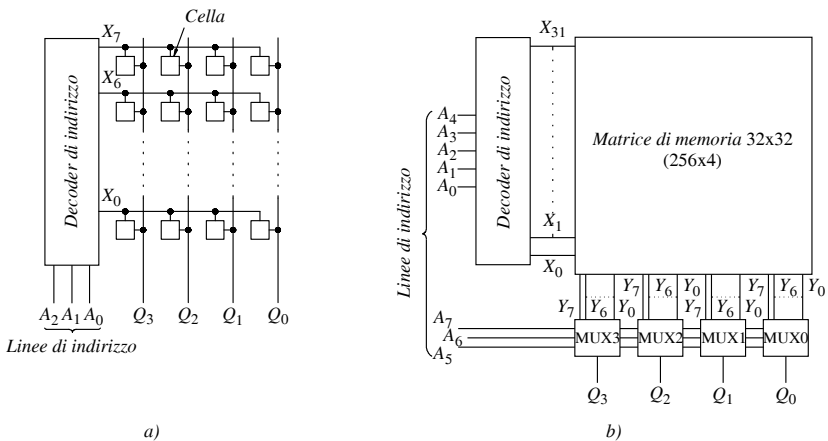 Cella
X7
X6
X0
Decoder di indirizzo
A2 A1 A0
Q3 Q2 Q1 Q0
Linee di indirizzo
a)
X31
A4
A3
A2
A1
A0
Linee di indirizzo
Decoder di indirizzo
Matrice di memoria 32x32
(256x4)
X1
X0
Y7 Y6 Y0 Y7 Y6 Y0 Y7 Y6 Y0 Y7 Y6 Y0
A7
A6
A5
MUX3 MUX2 MUX1 MUX0
Q3 Q2 Q1 Q0
b)